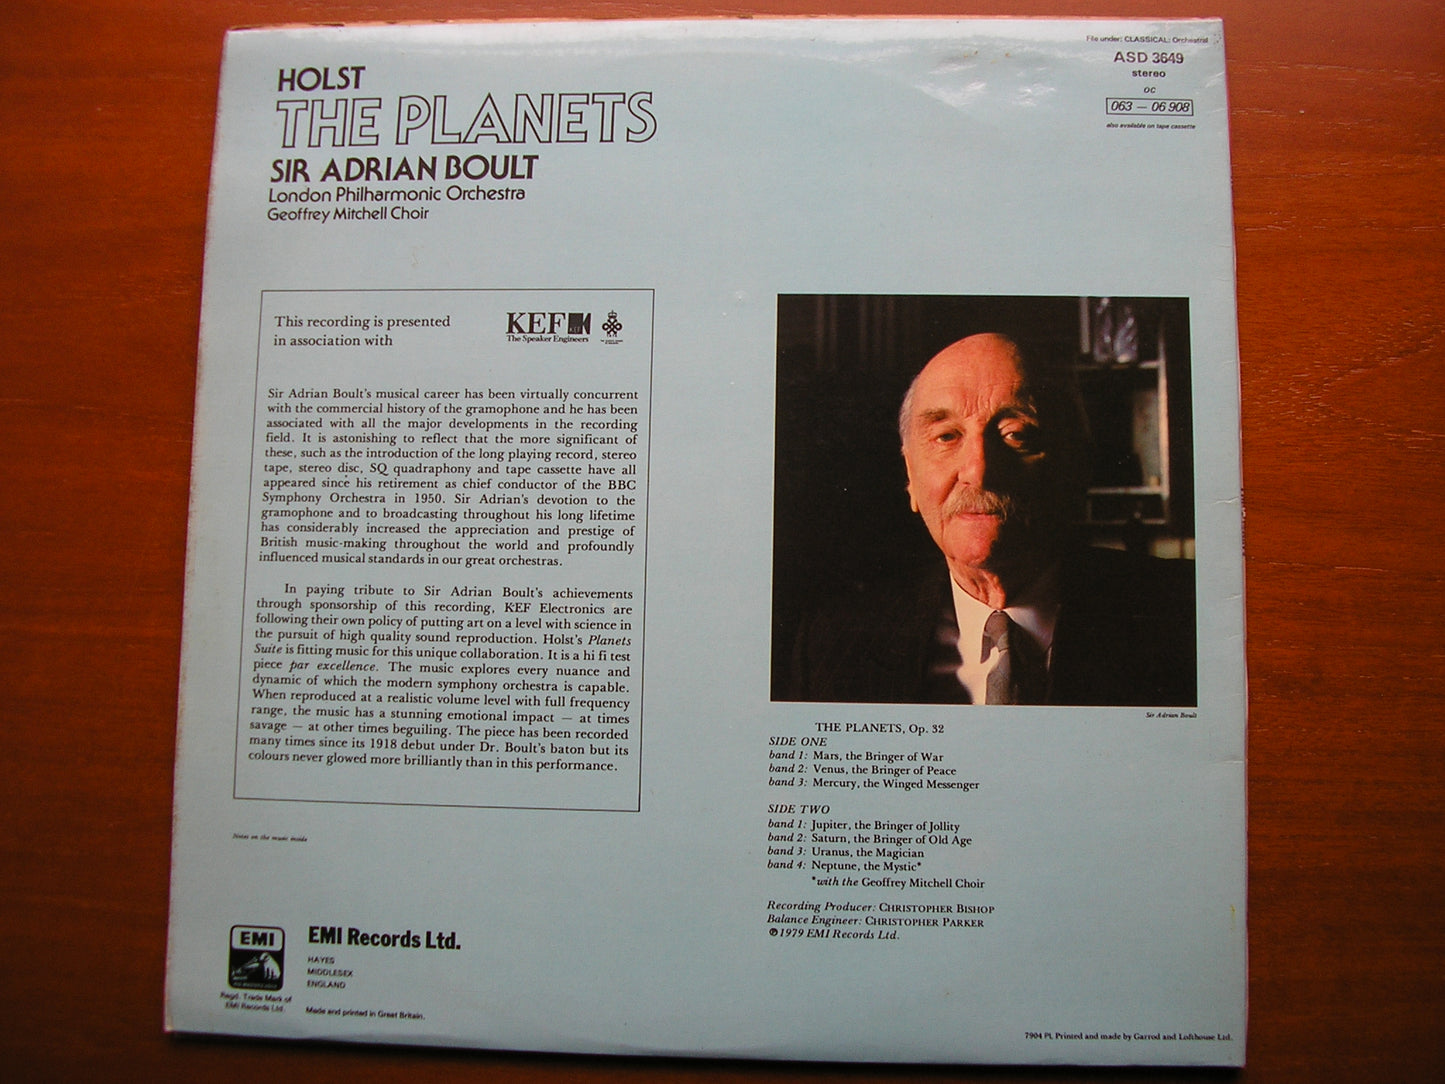 HOLST
THE PLANETS
SIR ADRIAN BOULT
London Philharmonic Orchestra
Geoffrey Mitchell Choir
File under: CLASSICAL: Orchestral
ASD 3649
stereo
OC
063 — 06 908
also available on tape cassette
This recording is presented
in association with
KEF
The Speaker Engineers
Sir Adrian Boult's musical career has been virtually concurrent
with the commercial history of the gramophone and he has been
associated with all the major developments in the recording
field. It is astonishing to reflect that the more significant of
these, such as the introduction of the long playing record, stereo
tape, stereo disc, SQ quadraphony and tape cassette have all
appeared since his retirement as chief conductor of the BBC
Symphony Orchestra in 1950. Sir Adrian's devotion to the
gramophone and to broadcasting throughout his long lifetime
has considerably increased the appreciation and prestige of
British music-making throughout the world and profoundly
influenced musical standards in our great orchestras.
In paying tribute to Sir Adrian Boult's achievements
through sponsorship of this recording, KEF Electronics are
following their own policy of putting art on a level with science in
the pursuit of high quality sound reproduction. Holst's Planets
Suite is fitting music for this unique collaboration. It is a hi fi test
piece par excellence. The music explores every nuance and
dynamic of which the modern symphony orchestra is capable.
When reproduced at a realistic volume level with full frequency
range, the music has a stunning emotional impact — at times
savage — at other times beguiling. The piece has been recorded
many times since its 1918 debut under Dr. Boult's baton but its
colours never glowed more brilliantly than in this performance.
Notes on the music inside
Sir Adrian Boult
THE PLANETS, Op. 32
SIDE ONE
band 1: Mars, the Bringer of War
band 2: Venus, the Bringer of Peace
band 3: Mercury, the Winged Messenger
SIDE TWO
band 1: Jupiter, the Bringer of Jollity
band 2: Saturn, the Bringer of Old Age
band 3: Uranus, the Magician
band 4: Neptune, the Mystic*
*with the Geoffrey Mitchell Choir
Recording Producer: CHRISTOPHER BISHOP
Balance Engineer: CHRISTOPHER PARKER
℗ 1979 EMI Records Ltd.
EMI
EMI Records Ltd.
HAYES
MIDDLESEX
ENGLAND
Regd. Trade Mark of
EMI Records Ltd.
Made and printed in Great Britain.
7904 PL Printed and made by Garrod and Lofthouse Ltd.